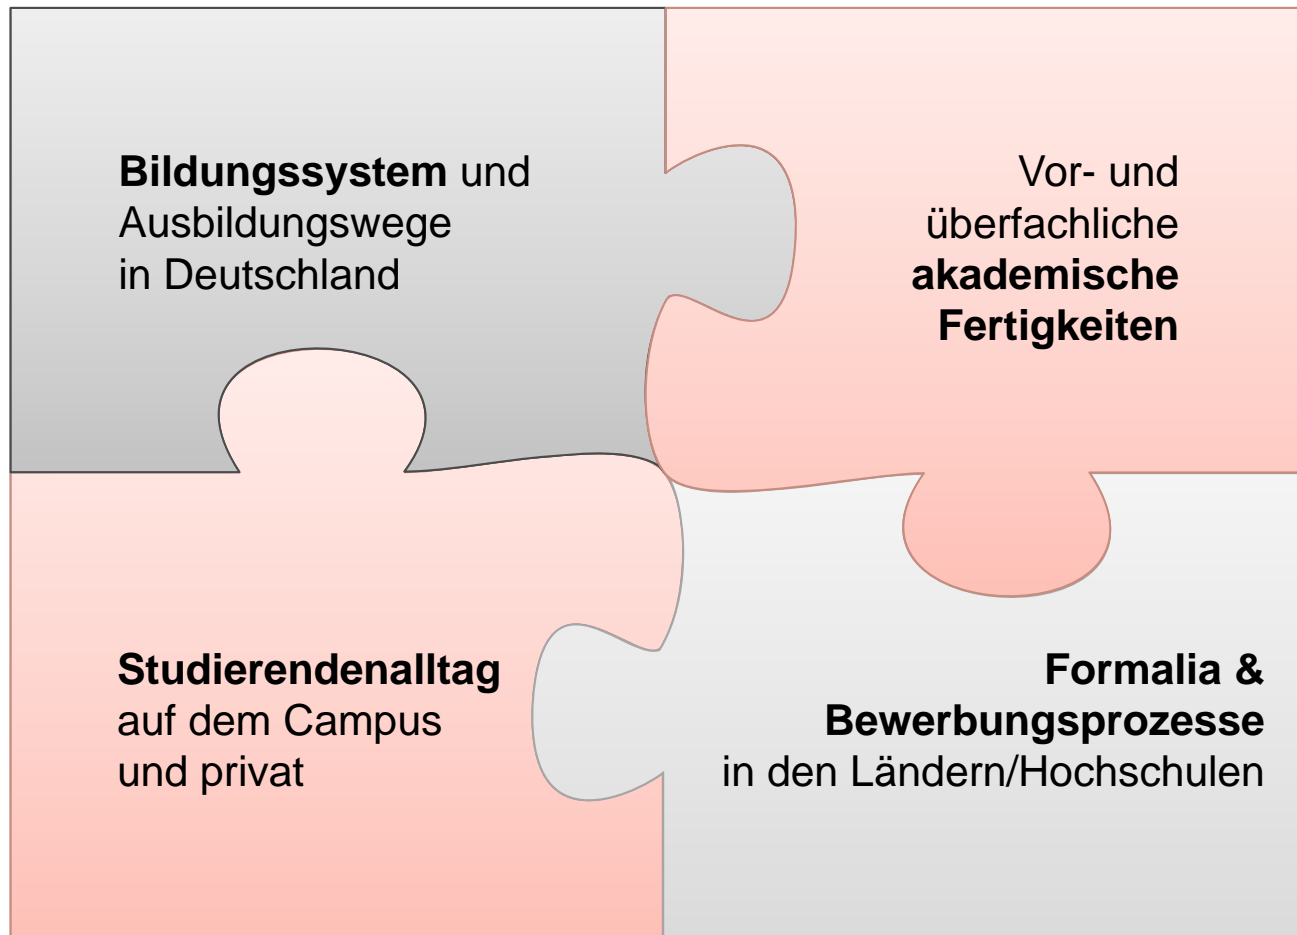 Bildungssystem und
Ausbildungswege
in Deutschland
Vor- und
überfachliche
akademische
Fertigkeiten
Studierendenalltag
auf dem Campus
und privat
Formalia &
Bewerbungsprozesse
in den Ländern/Hochschulen